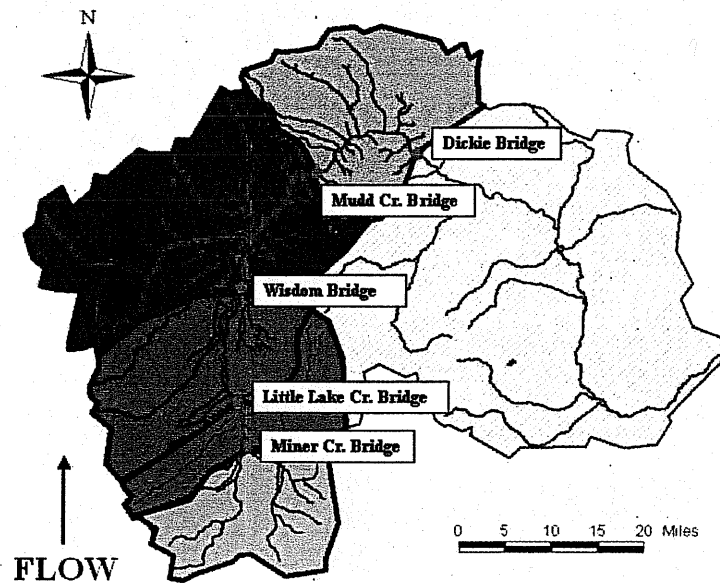 N
Dickie Bridge
Mudd Cr. Bridge
Wisdom Bridge
Little Lake Cr. Bridge
Miner Cr. Bridge
0 5 10 15 20 Miles
FLOW